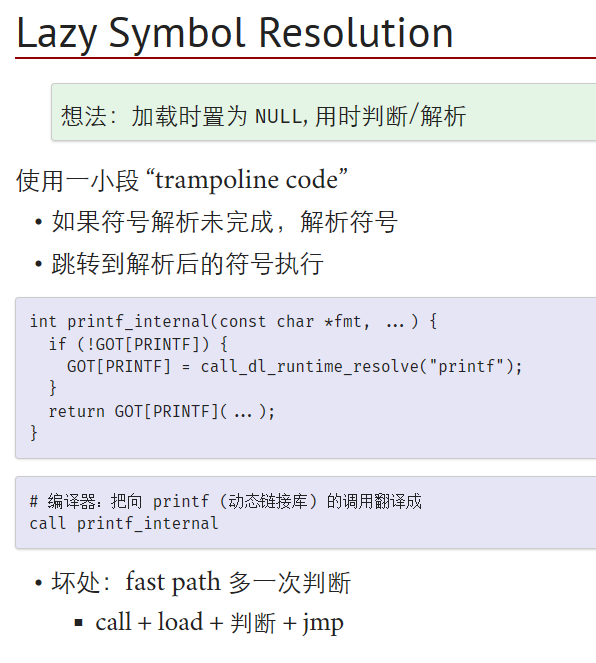 Lazy Symbol Resolution
想法：加载时置为 NULL, 用时判断/解析
使用一小段 “trampoline code”
• 如果符号解析未完成，解析符号
• 跳转到解析后的符号执行
int printf_internal(const char *fmt, ...) {
  if (!GOT[PRINTF]) {
    GOT[PRINTF] = call_dl_runtime_resolve("printf");
  }
  return GOT[PRINTF](...);
}
# 编译器：把向 printf (动态链接库) 的调用翻译成
call printf_internal
• 坏处：fast path 多一次判断
▪ call + load + 判断 + jmp